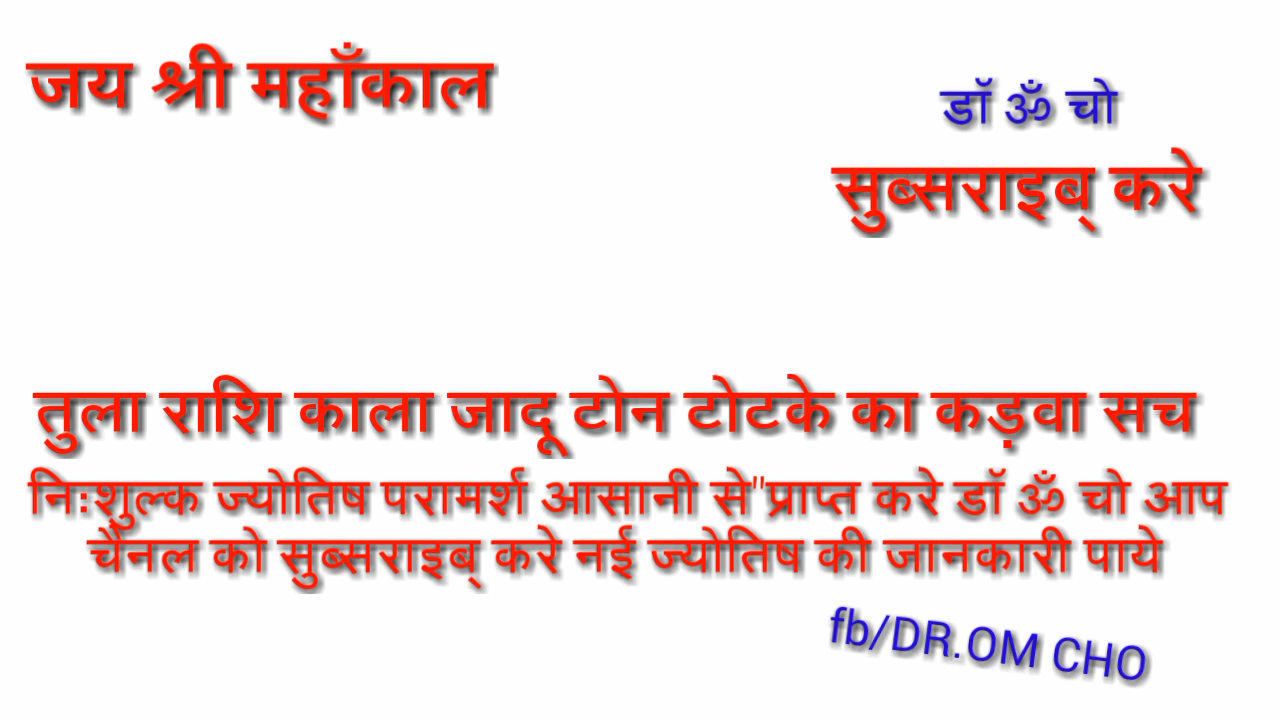 जय श्री महाँकाल
डॉ ॐ चो
सुब्सराइब् करे
तुला राशि काला जादू टोन टोटके का कड़वा सच
निःशुल्क ज्योतिष परामर्श आसानी से"प्राप्त करे डॉ ॐ चो आप
चैनल को सुब्सराइब् करे नई ज्योतिष की जानकारी पाये
fb/DR.OM CHO